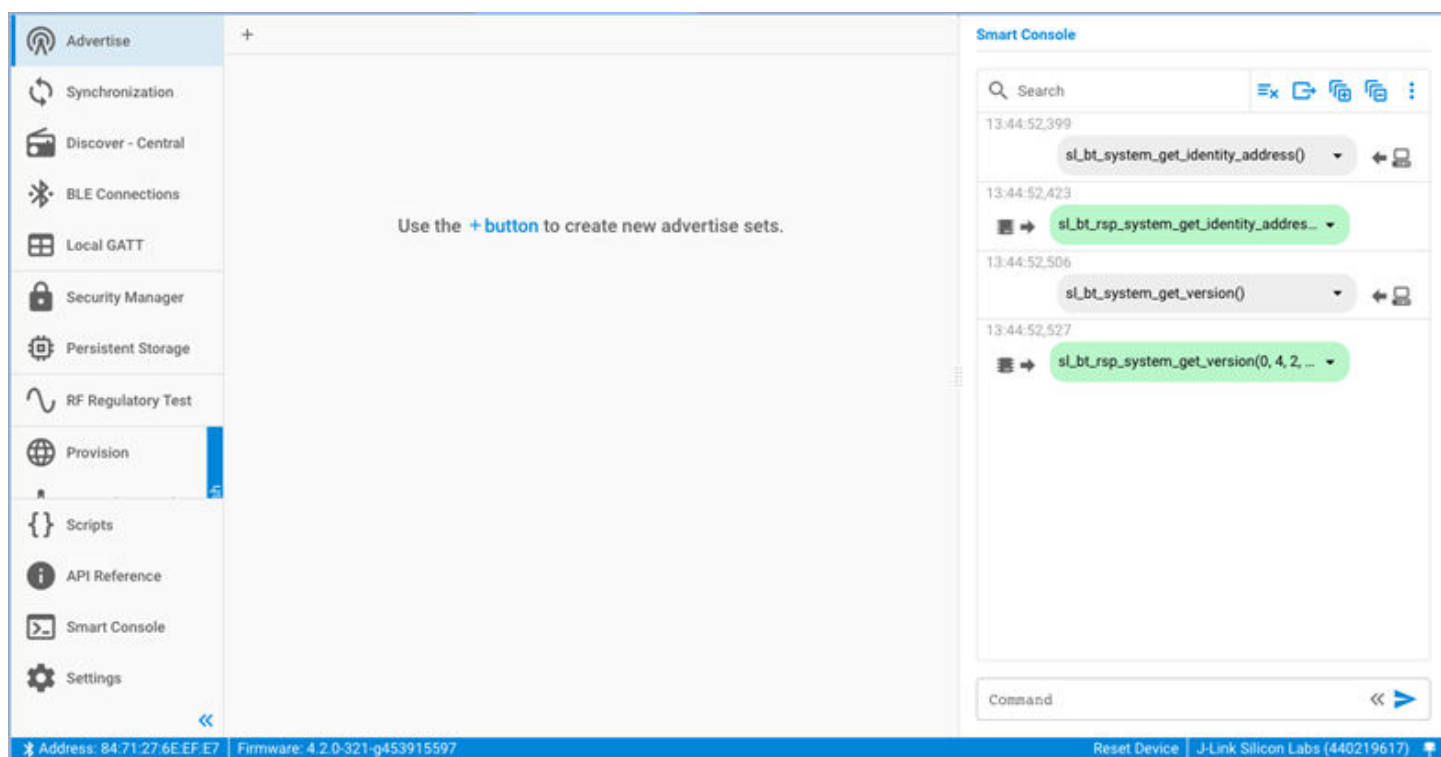 Advertise
Synchronization
Discover - Central
BLE Connections
Local GATT
Security Manager
Persistent Storage
RF Regulatory Test
Provision
Scripts
API Reference
Smart Console
Settings
+
Use the + button to create new advertise sets.
Smart Console
Search
13:44:52,399
sl_bt_system_get_identity_address()
13:44:52,423
sl_bt_rsp_system_get_identity_addres...
13:44:52,506
sl_bt_system_get_version()
13:44:52,527
sl_bt_rsp_system_get_version(0, 4, 2, ...
Command
Address: 84:71:27:6E:EF:E7
Firmware: 4.2.0-321-g453915597
Reset Device
J-Link Silicon Labs (440219617)